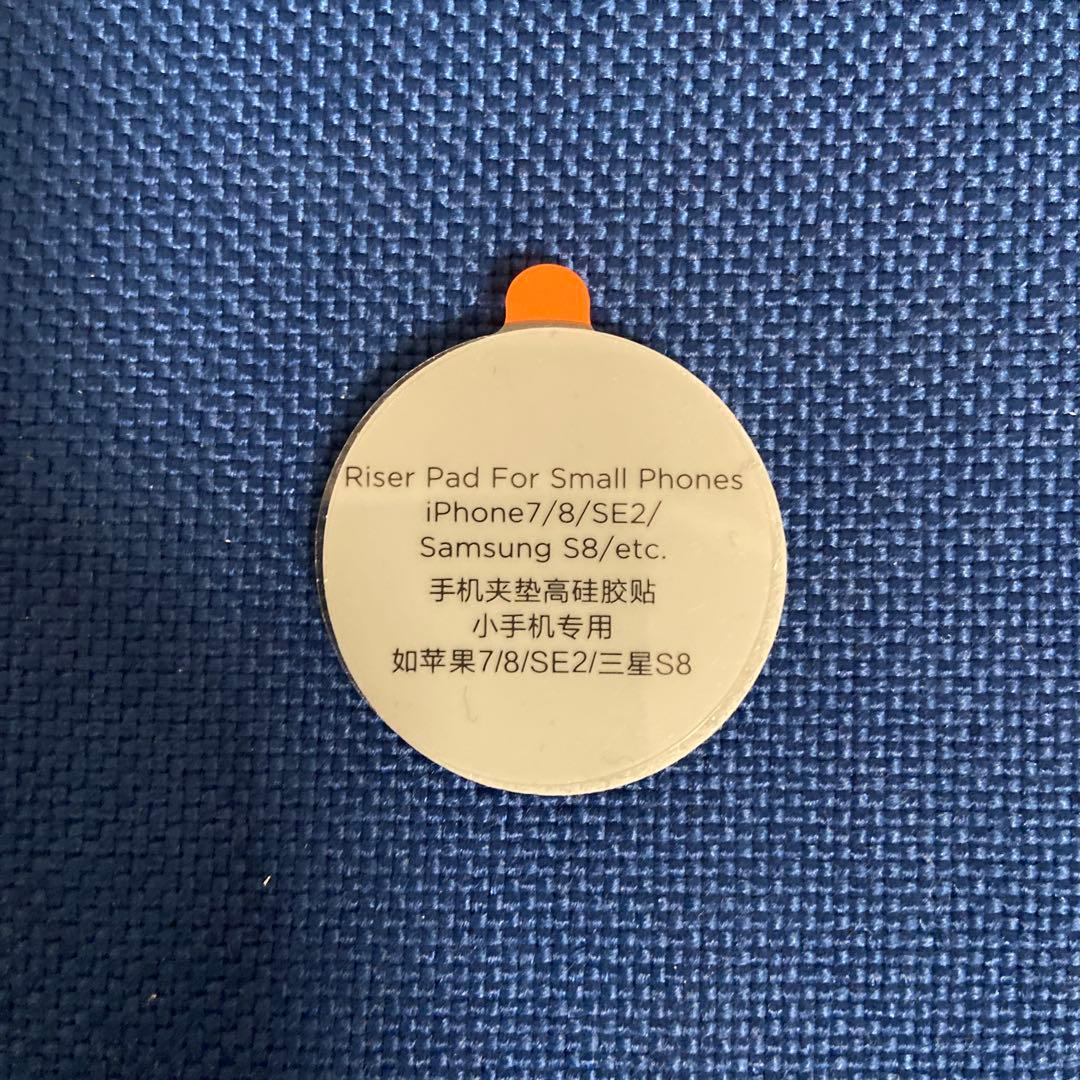 Riser Pad For Small Phones
iPhone7/8/SE2/
Samsung S8/etc.
手机夹垫高硅胶贴
小手机专用
如苹果7/8/SE2/三星S8